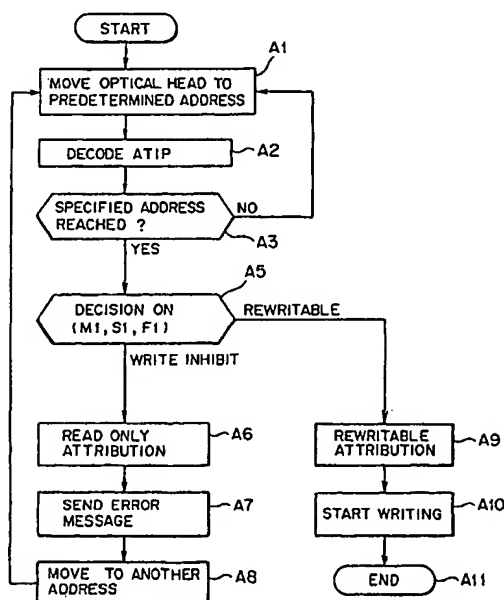 START
A1
MOVE OPTICAL HEAD TO
PREDETERMINED ADDRESS
DECODE ATIP
A2
SPECIFIED ADDRESS
REACHED ?
NO
A3
YES
A5
DECISION ON
(M1, S1, F1)
REWRITABLE
WRITE INHIBIT
READ ONLY
ATTRIBUTION
A6
REWRITABLE
ATTRIBUTION
A9
SEND ERROR
MESSAGE
A7
START WRITING
A10
MOVE TO ANOTHER
ADDRESS
A8
END
A11